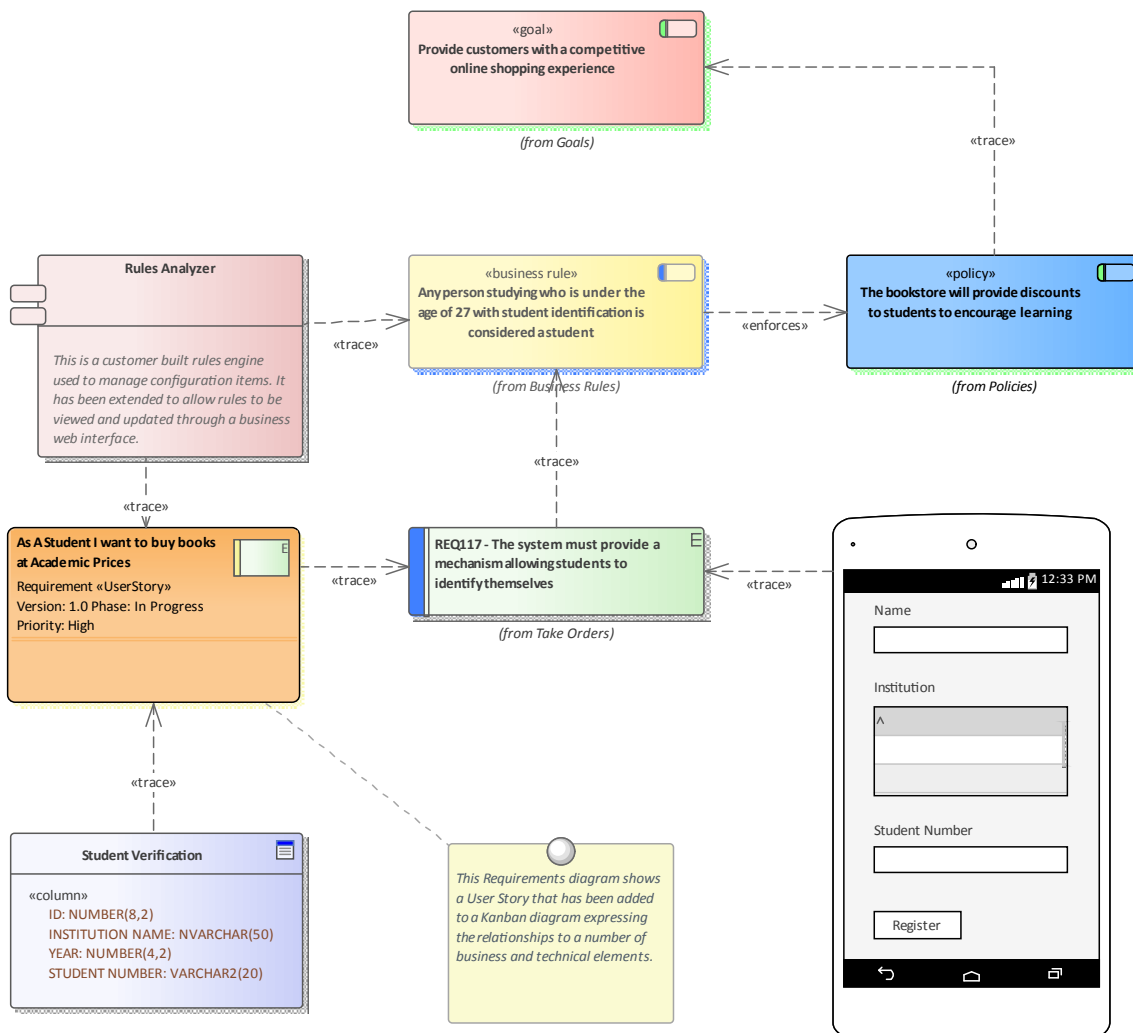 «goal»
Provide customers with a competitive
online shopping experience
(from Goals)
«trace»
Rules Analyzer
This is a customer built rules engine
used to manage configuration items. It
has been extended to allow rules to be
viewed and updated through a business
web interface.
«trace»
«business rule»
Any person studying who is under the
age of 27 with student identification is
considered a student
(from Business Rules)
«enforces»
«policy»
The bookstore will provide discounts
to students to encourage learning
(from Policies)
«trace»
«trace»
As A Student I want to buy books
at Academic Prices
E
Requirement «UserStory»
Version: 1.0 Phase: In Progress
Priority: High
«trace»
REQ117 - The system must provide a
mechanism allowing students to
identify themselves
E
(from Take Orders)
«trace»
12:33 PM
Name
Institution
^
Student Number
Register
«trace»
Student Verification
«column»
ID: NUMBER(8,2)
INSTITUTION NAME: NVARCHAR(50)
YEAR: NUMBER(4,2)
STUDENT NUMBER: VARCHAR2(20)
This Requirements diagram shows
a User Story that has been added
to a Kanban diagram expressing
the relationships to a number of
business and technical elements.